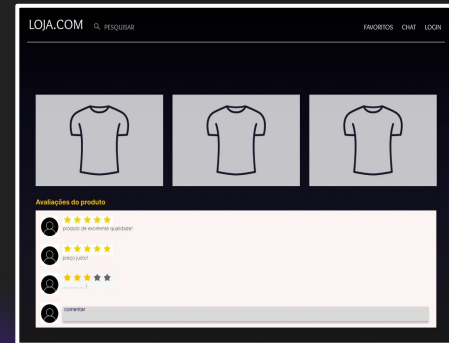 LOJA.COM PESQUISAR FAVORITOS CHAT LOGIN
Avaliações do produto
produto de excelente qualidade!
preço justo!
..................!
comentar